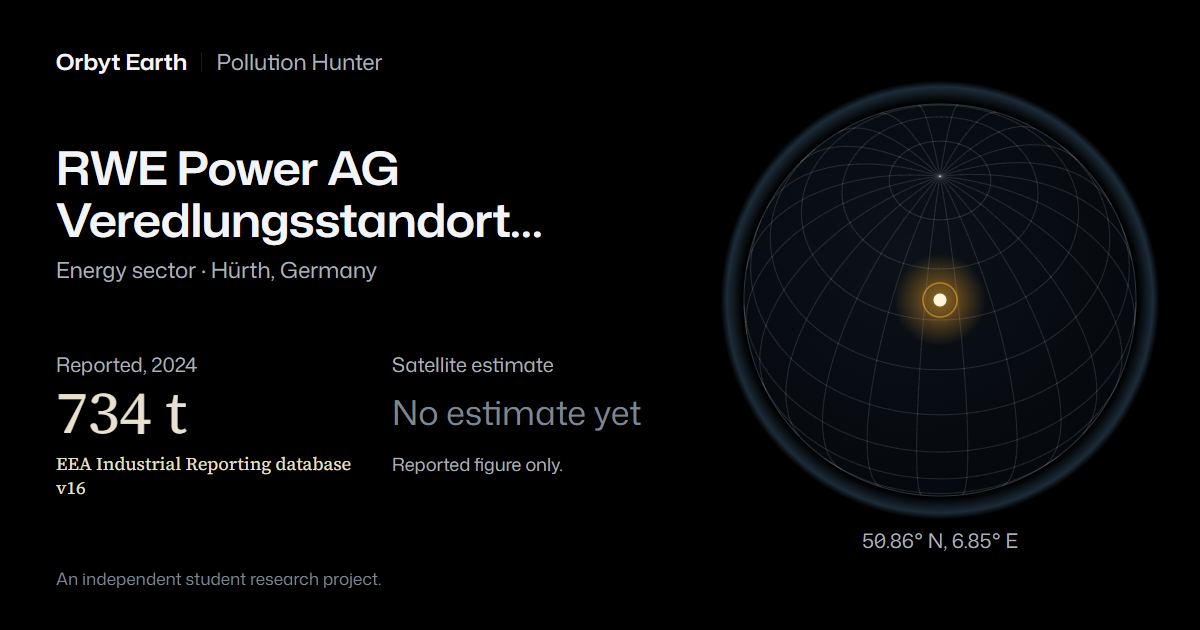 Orbyt Earth | Pollution Hunter
RWE Power AG
Veredlungsstandort...
Energy sector · Hürth, Germany
Reported, 2024
734 t
EEA Industrial Reporting database
v16
Satellite estimate
No estimate yet
Reported figure only.
50.86° N, 6.85° E
An independent student research project.